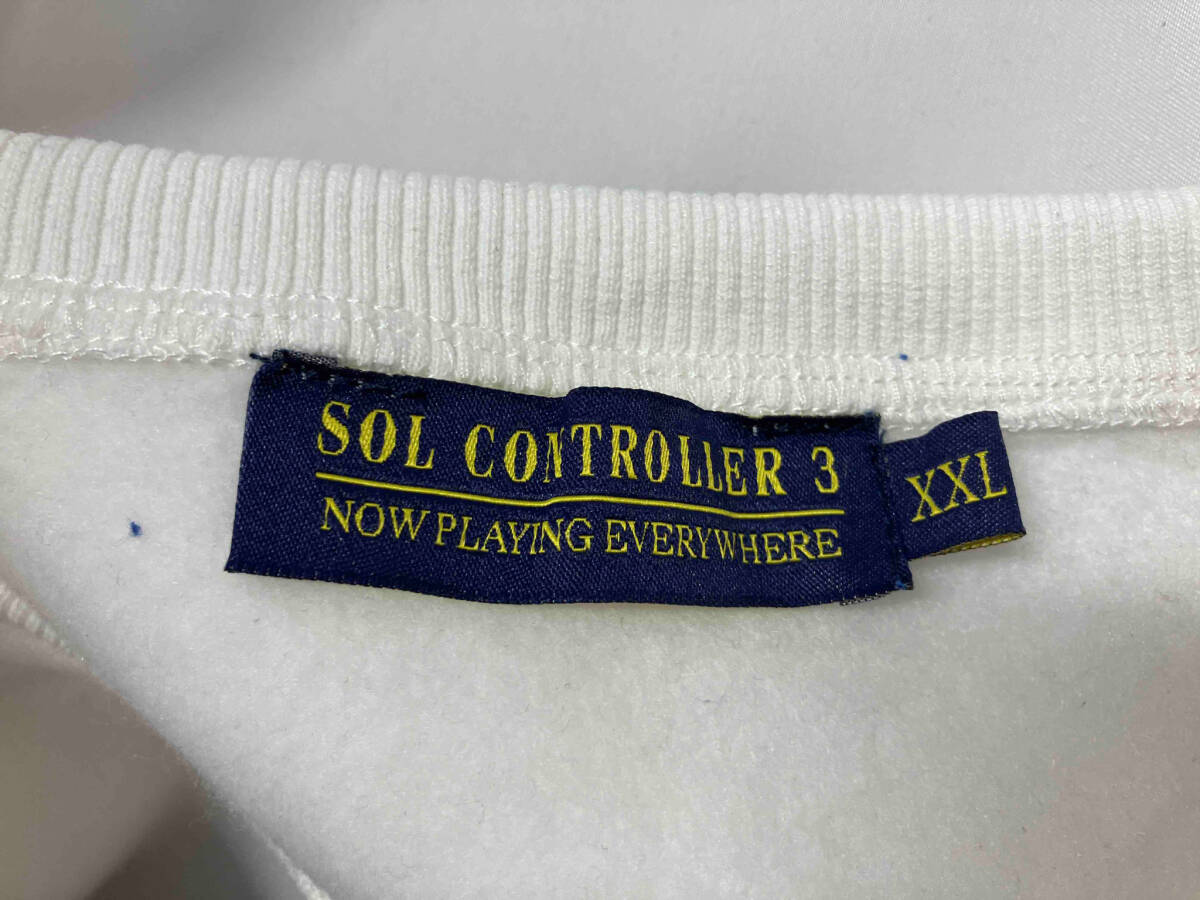 SOL CONTROLLER 3
NOW PLAYING EVERYWHERE
XXL